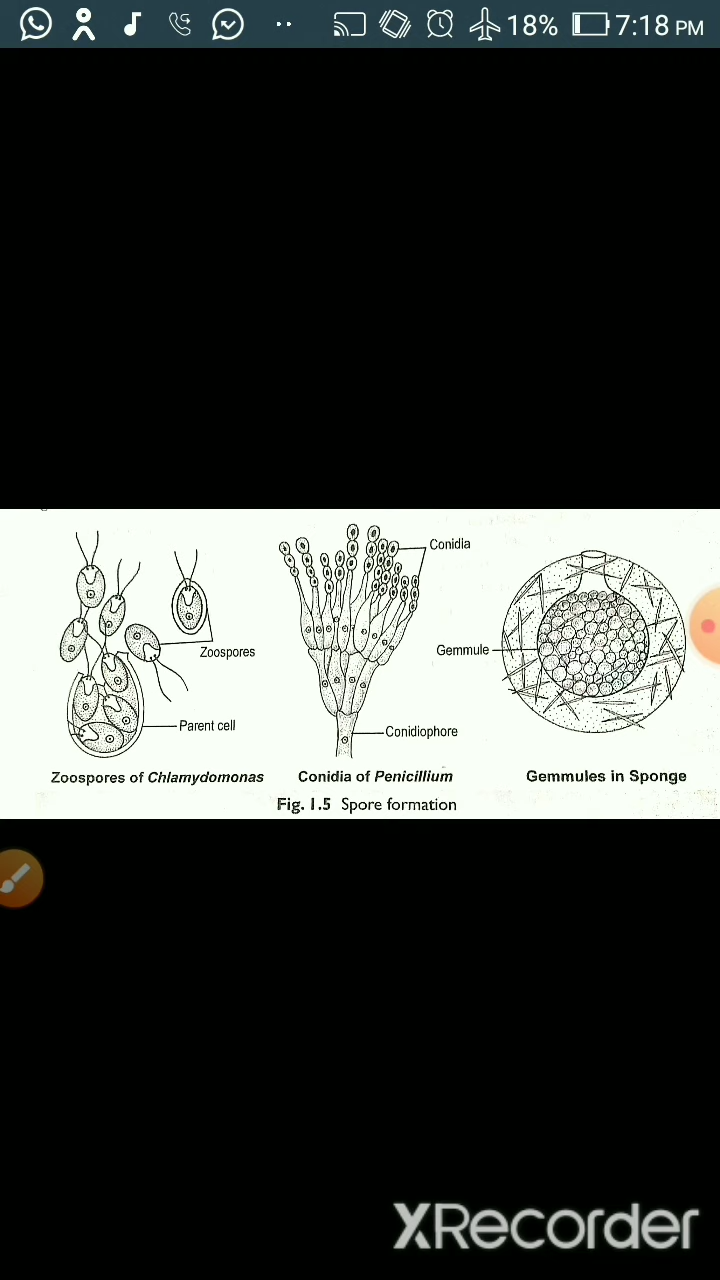 18% 7:18 PM
Conidia
Zoospores
Gemmule
Parent cell
Conidiophore
Zoospores of Chlamydomonas
Conidia of Penicillium
Gemmules in Sponge
Fig. 1.5 Spore formation
XRecorder